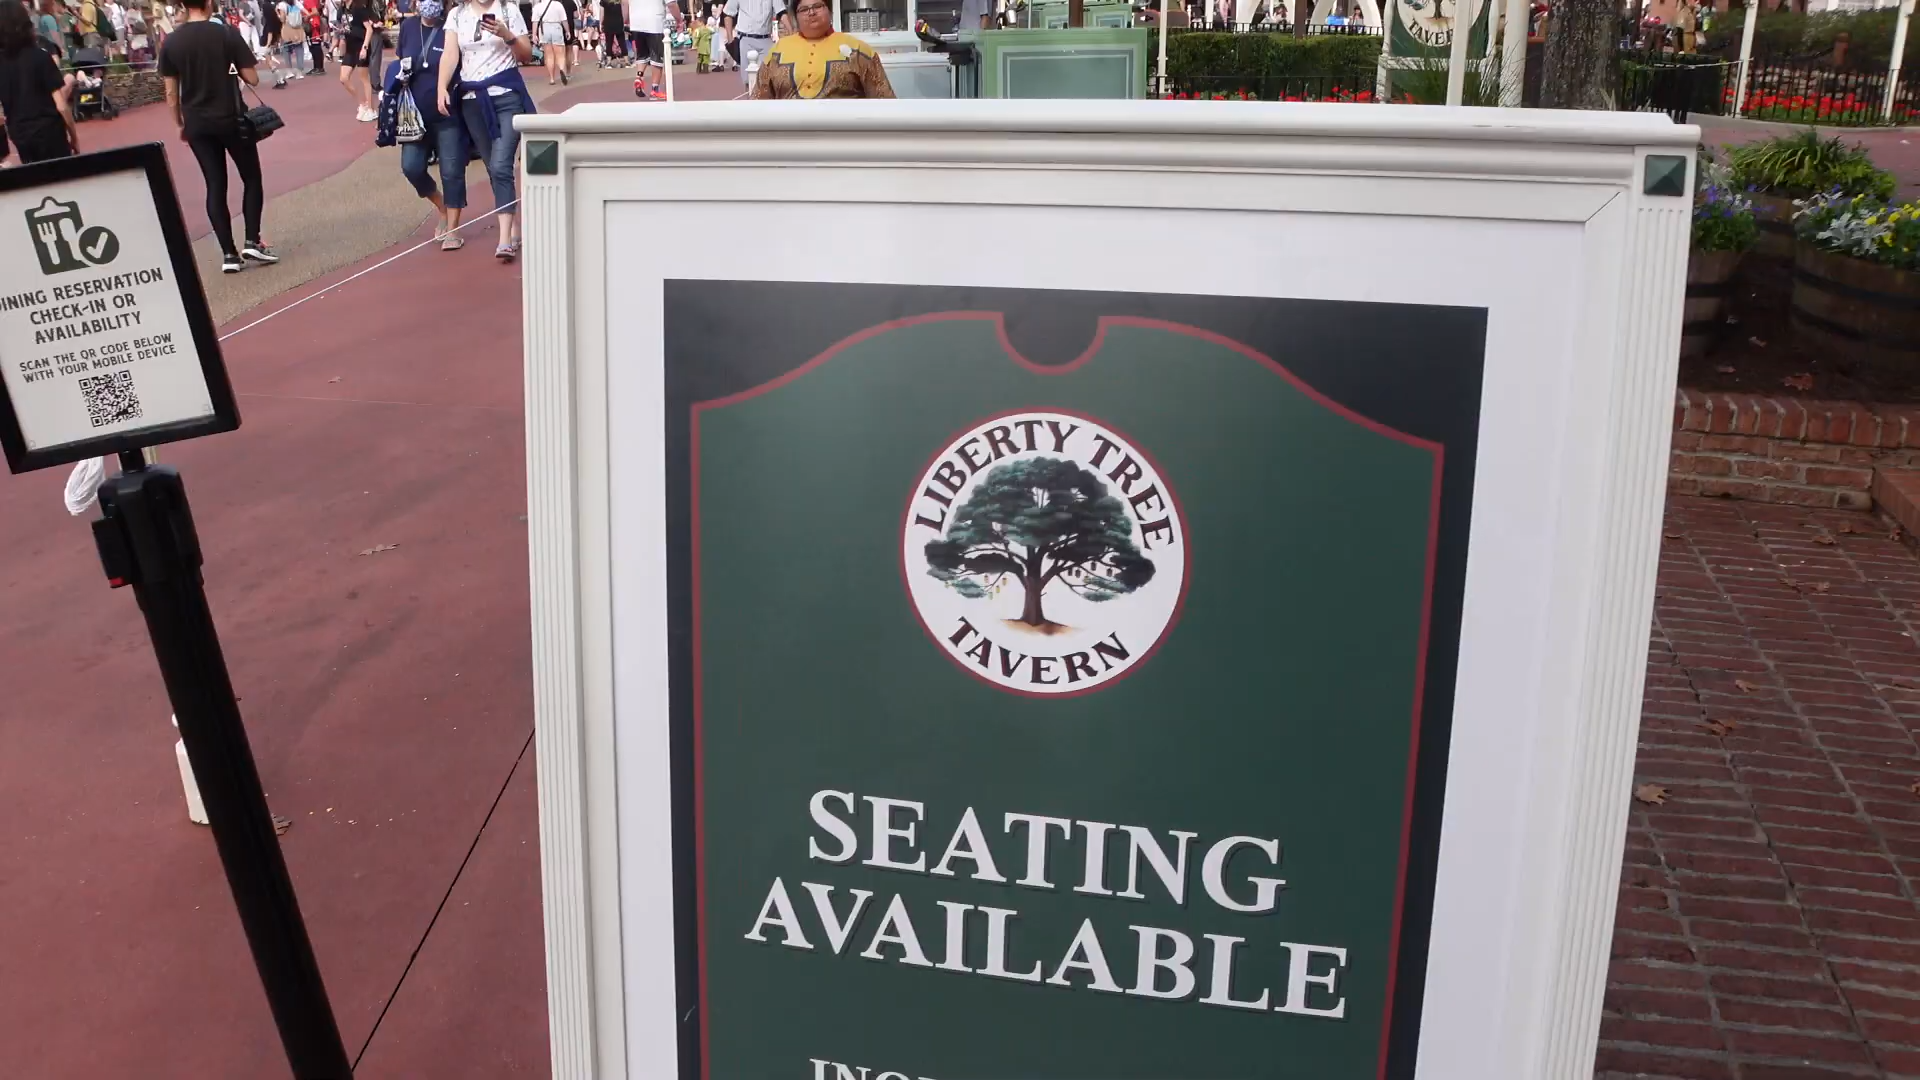 DINING RESERVATION
CHECK-IN OR
AVAILABILITY
SCAN THE QR CODE BELOW
WITH YOUR MOBILE DEVICE
LIBERTY TREE
TAVERN
SEATING
AVAILABLE